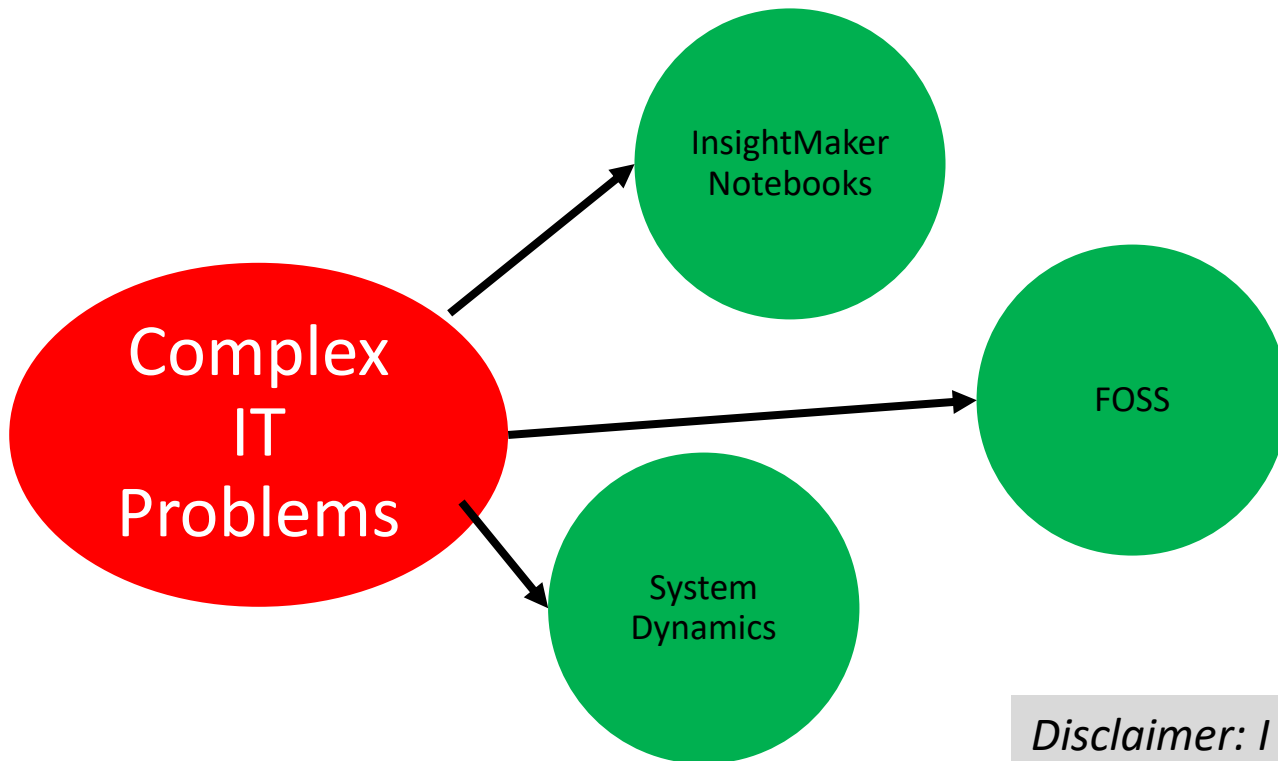 InsightMaker
Notebooks
Complex
IT
Problems
FOSS
System
Dynamics
Disclaimer: I